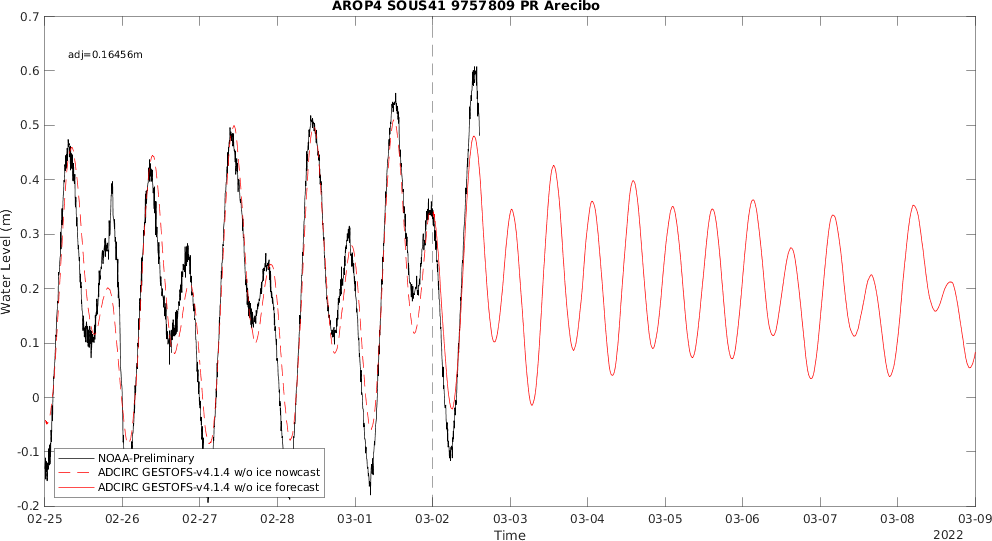 AROP4 SOUS41 9757809 PR Arecibo
adj=0.16456m
Water Level (m)
0.7
0.6
0.5
0.4
0.3
0.2
0.1
0
-0.1
-0.2
NOAA-Preliminary
ADCIRC GESTOFS-v4.1.4 w/o ice nowcast
ADCIRC GESTOFS-v4.1.4 w/o ice forecast
02-25 02-26 02-27 02-28 03-01 03-02 03-03 03-04 03-05 03-06 03-07 03-08 03-09
Time
2022